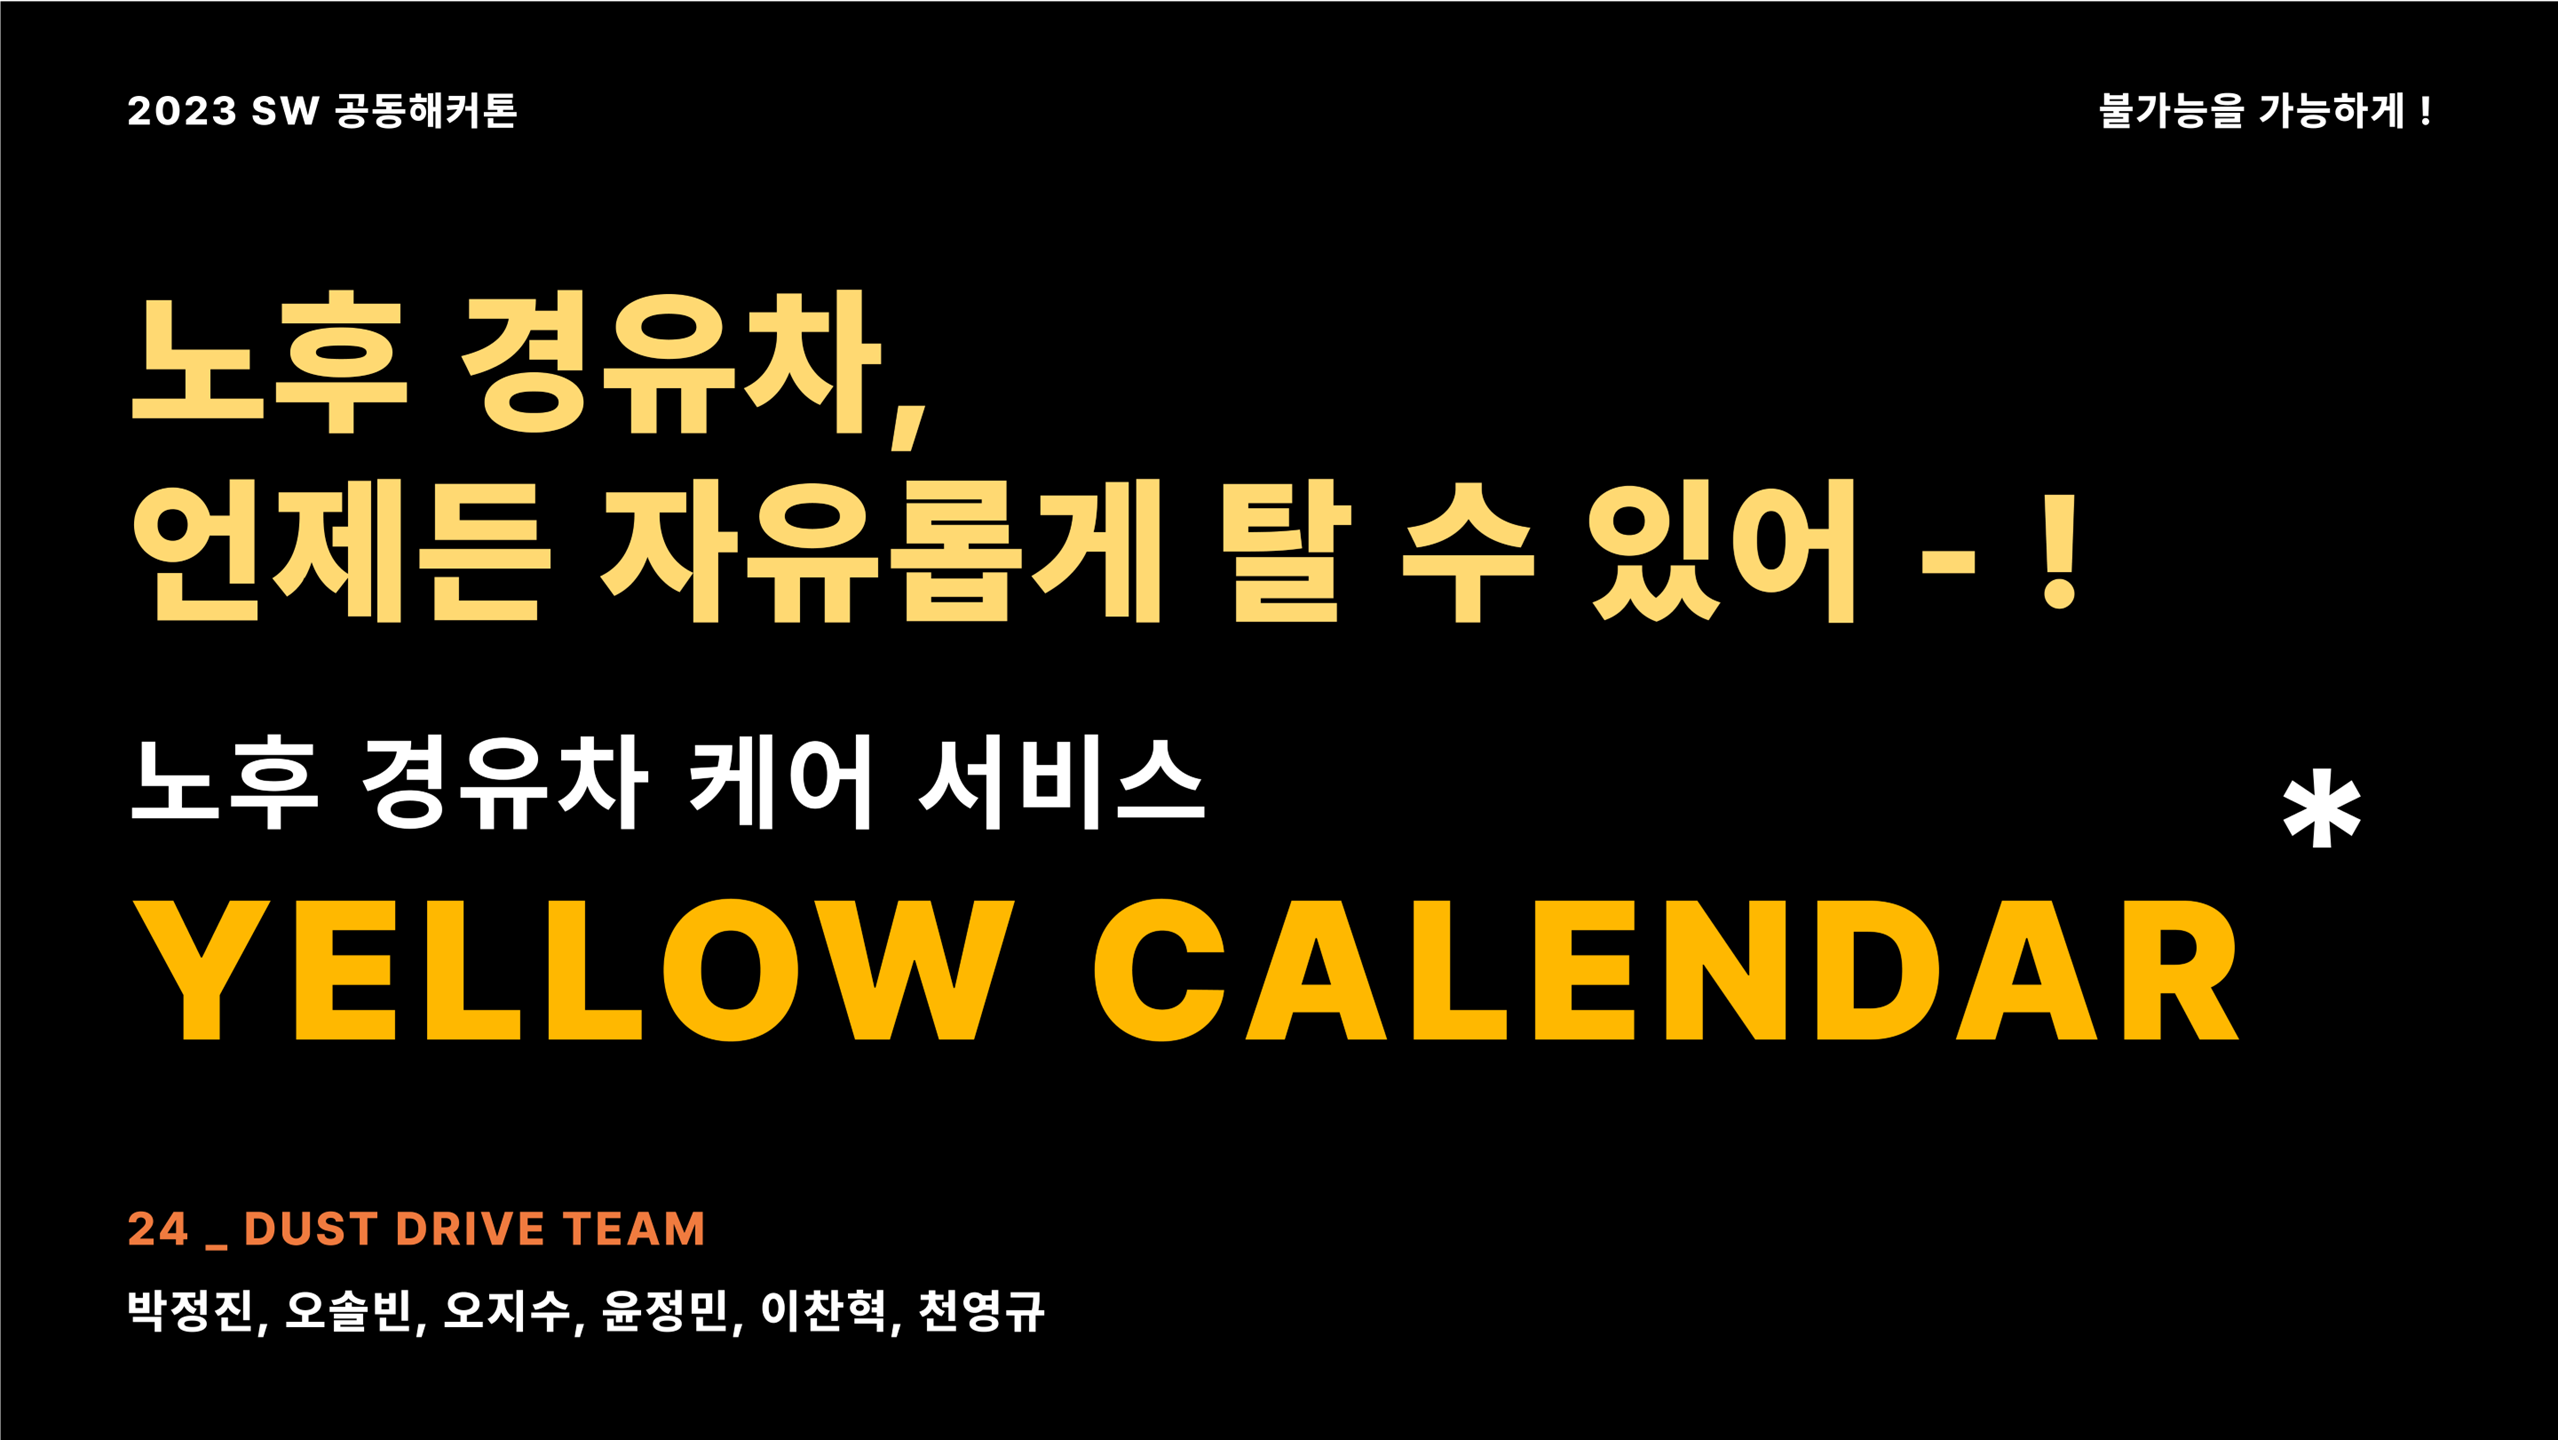 2023 SW 공동해커톤
불가능을 가능하게 !
노후 경유차,
언제든 자유롭게 탈 수 있어 - !
노후 경유차 케어 서비스
YELLOW CALENDAR *
24 _ DUST DRIVE TEAM
박정진, 오솔빈, 오지수, 윤정민, 이찬혁, 천영규